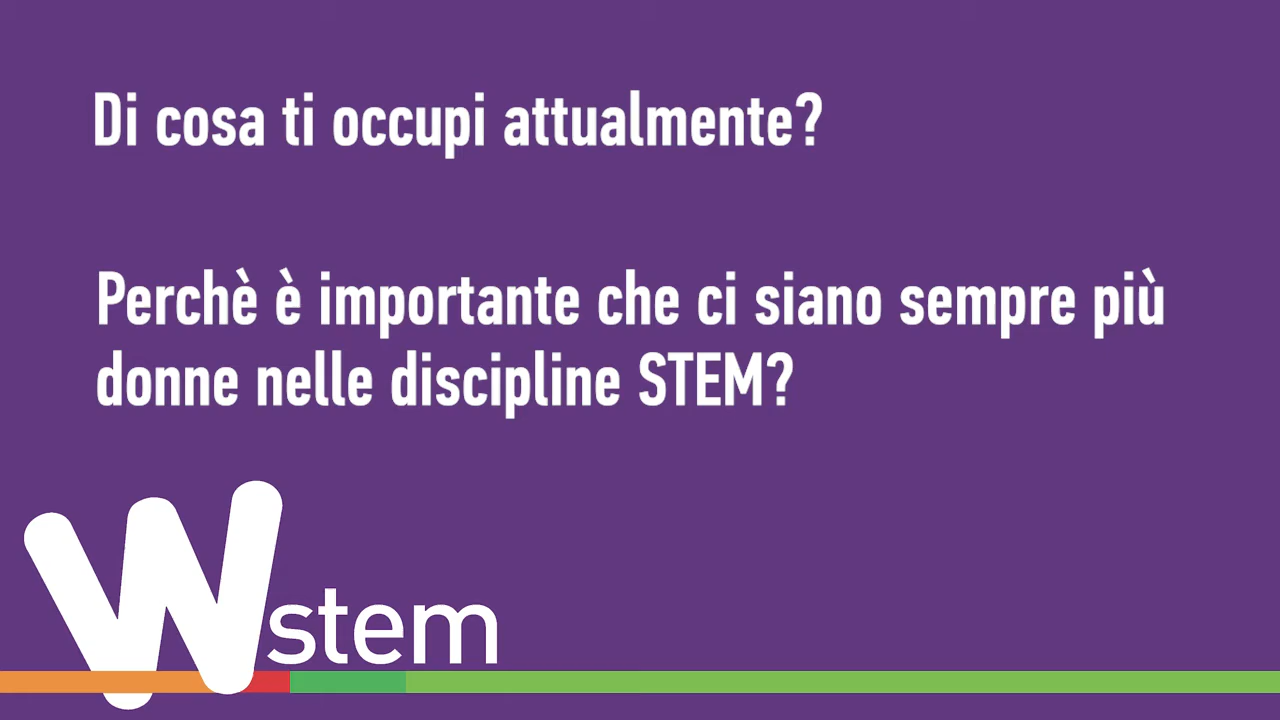 Di cosa ti occupi attualmente?
Perchè è importante che ci siano sempre più
donne nelle discipline STEM?
Wstem